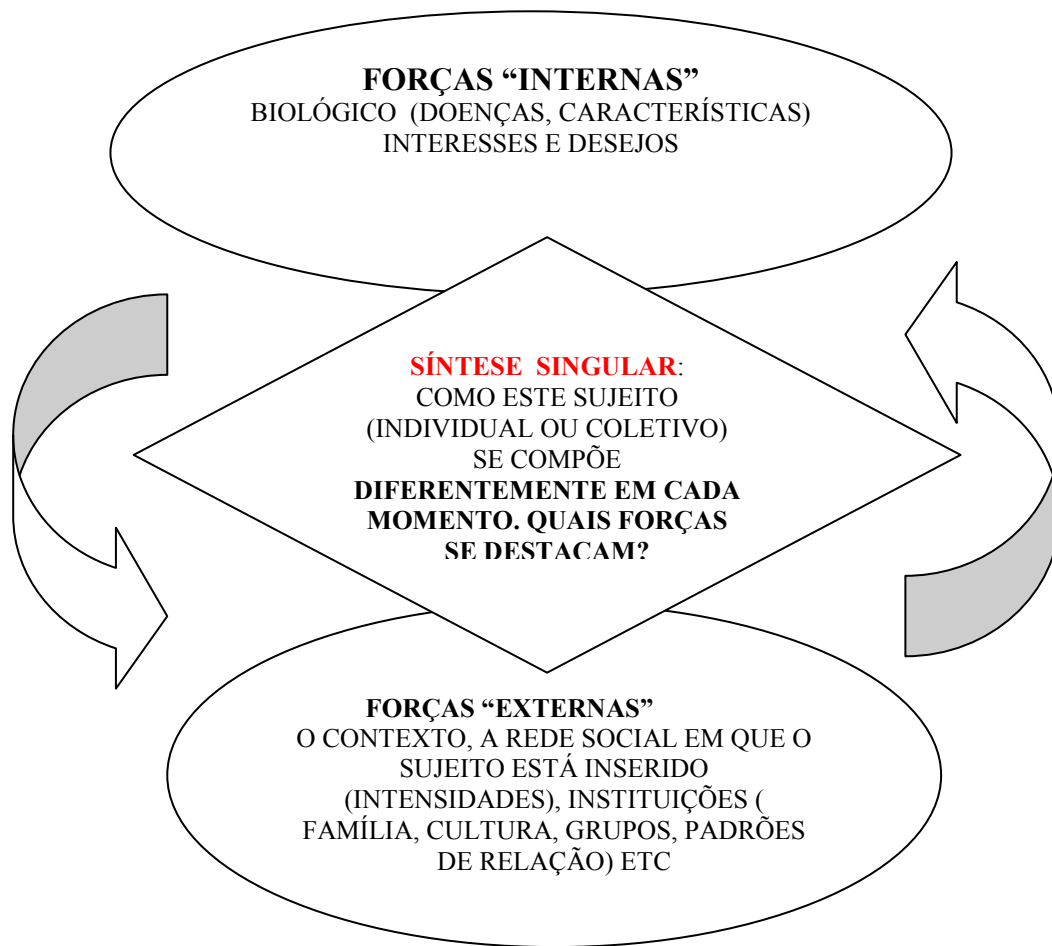 FORÇAS “INTERNAS”
BIOLÓGICO (DOENÇAS, CARACTERÍSTICAS)
INTERESSES E DESEJOS
SÍNTESE SINGULAR:
COMO ESTE SUJEITO
(INDIVIDUAL OU COLETIVO)
SE COMPÕE
DIFERENTEMENTE EM CADA
MOMENTO. QUAIS FORÇAS
SE DESTACAM?
FORÇAS “EXTERNAS”
O CONTEXTO, A REDE SOCIAL EM QUE O
SUJEITO ESTÁ INSERIDO
(INTENSIDADES), INSTITUIÇÕES (
FAMÍLIA, CULTURA, GRUPOS, PADRÕES
DE RELAÇÃO) ETC